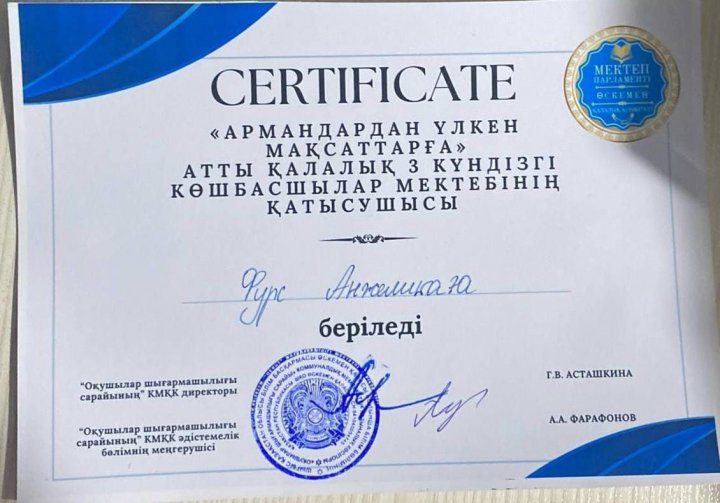 CERTIFICATE
МЕКТЕП
ПАРЛАМЕНТІ
ӨСКЕМЕН
«АРМАНДАРДАН ҮЛКЕН
МАҚСАТТАРҒА»
АТТЫ ҚАЛАЛЫҚ 3 КҮНДІЗГІ
КӨШБАСШЫЛАР МЕКТЕБІНІҢ
ҚАТЫСУШЫСЫ
Фурс Анжеликаға
беріледі
"Оқушылар шығармашылығы
сарайының" КМҚК директоры
Г.В. АСТАШКИНА
"Оқушылар шығармашылығы
сарайының" КМҚК әдістемелік
бөлімнің меңгерушісі
А.А. ФАРАФОНОВ